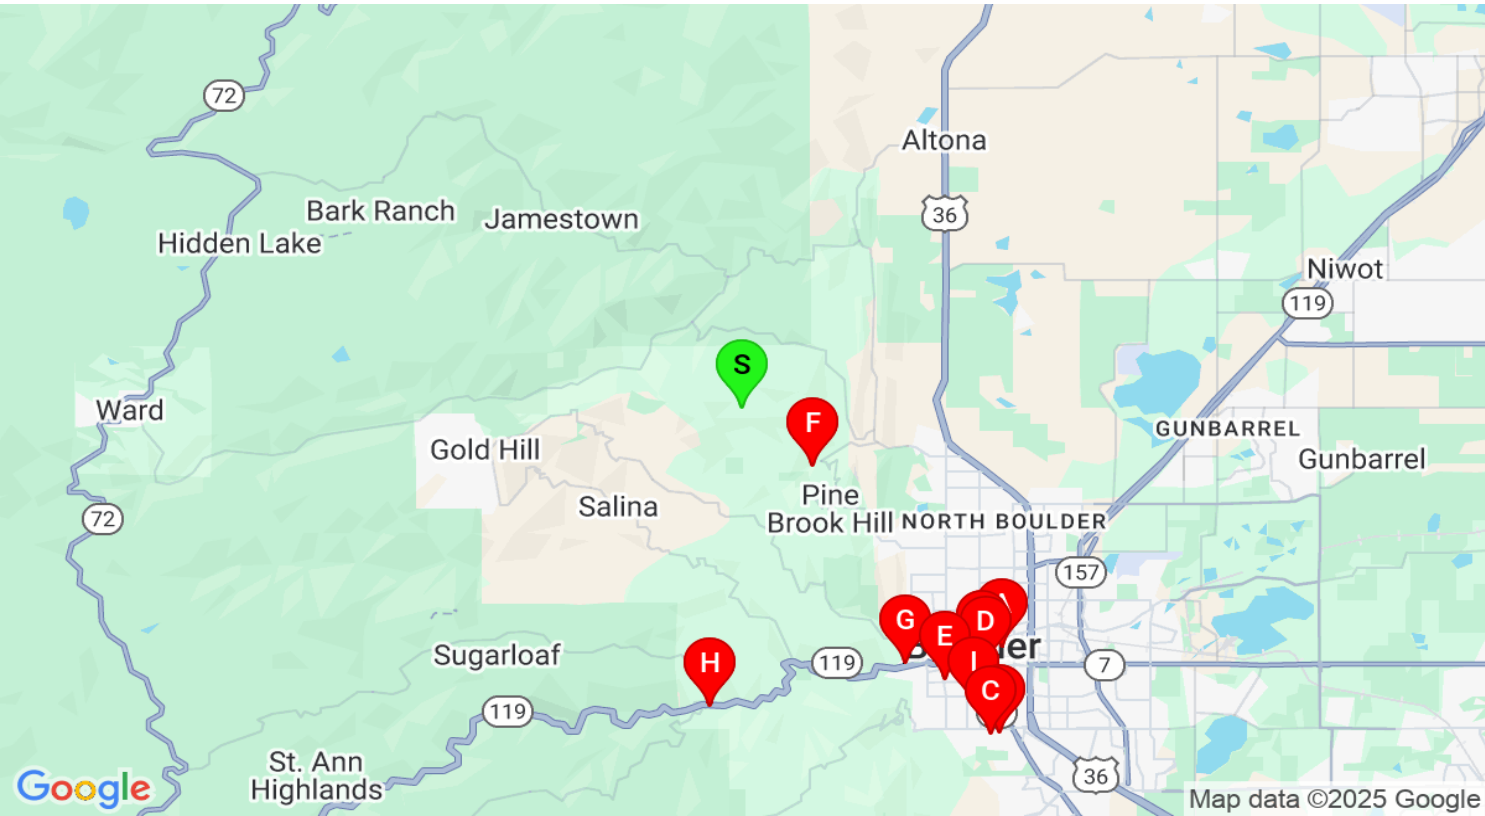 72
Altona
Bark Ranch
Jamestown
36
Hidden Lake
Niwot
119
S
Ward
F
GUNBARREL
Gold Hill
Gunbarrel
Pine
Brook Hill
Salina
72
NORTH BOULDER
157
G
D
E
Sugarloaf
H
119
7
C
119
St. Ann
Highlands
36
Google
Map data ©2025 Google